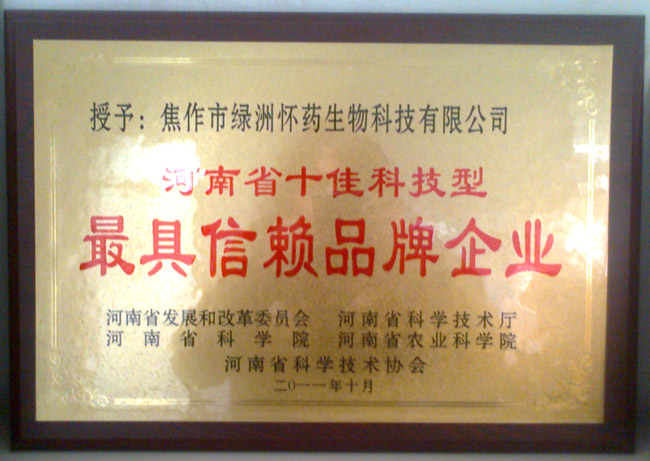 授予：焦作市绿洲怀药生物科技有限公司
河南省十佳科技型
最具信赖品牌企业
河南省发展和改革委员会 河南省科学技术厅
河南省科学院 河南省农业科学院
河南省科学技术协会
二〇一一年十月